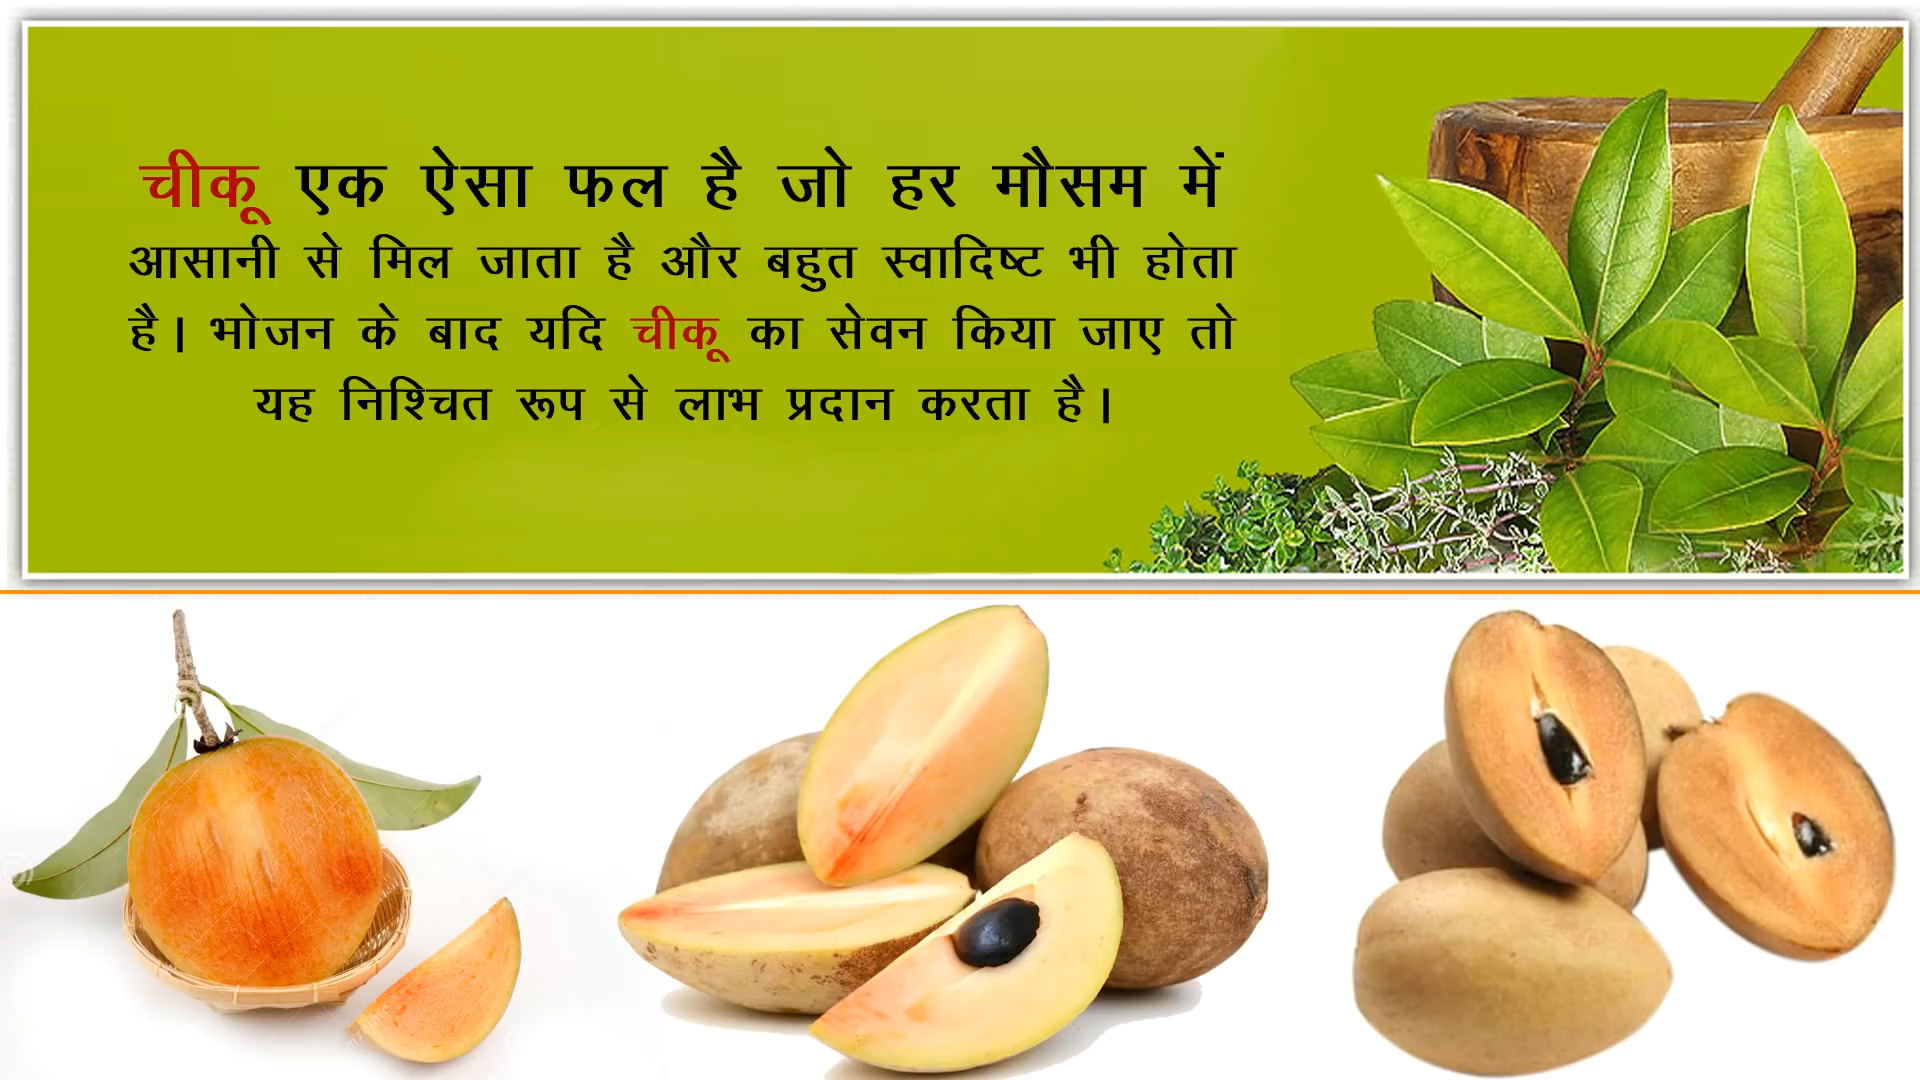 चीकू एक ऐसा फल है जो हर मौसम में
आसानी से मिल जाता है और बहुत स्वादिष्ट भी होता
है। भोजन के बाद यदि चीकू का सेवन किया जाए तो
यह निश्चित रूप से लाभ प्रदान करता है।